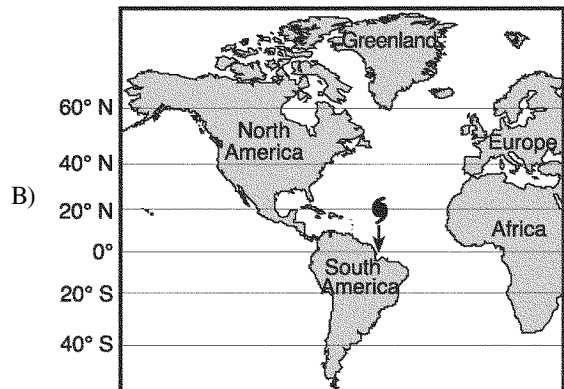 Greenland
60° N
North
America
Europe
40° N
B)
20° N
Africa
0°
South
America
20° S
40° S